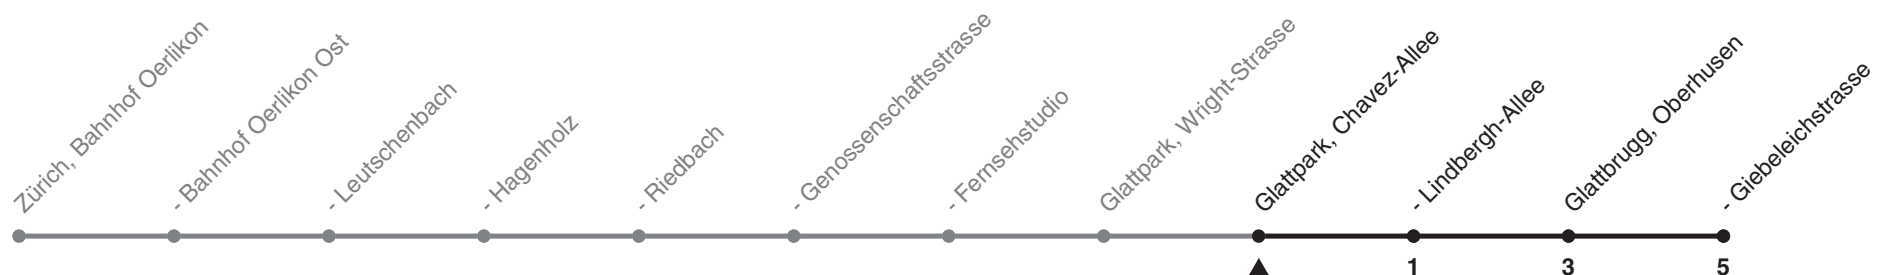 Zürich, Bahnhof Oerlikon
- Bahnhof Oerlikon Ost
- Leutschenbach
- Hagenholz
- Riedbach
- Genossenschaftsstrasse
- Fernsehstudio
Glattpark, Wright-Strasse
Glattpark, Chavez-Allee
- Lindbergh-Allee
Glattbrugg, Oberhusen
- Giebeleichstrasse
1 3 5